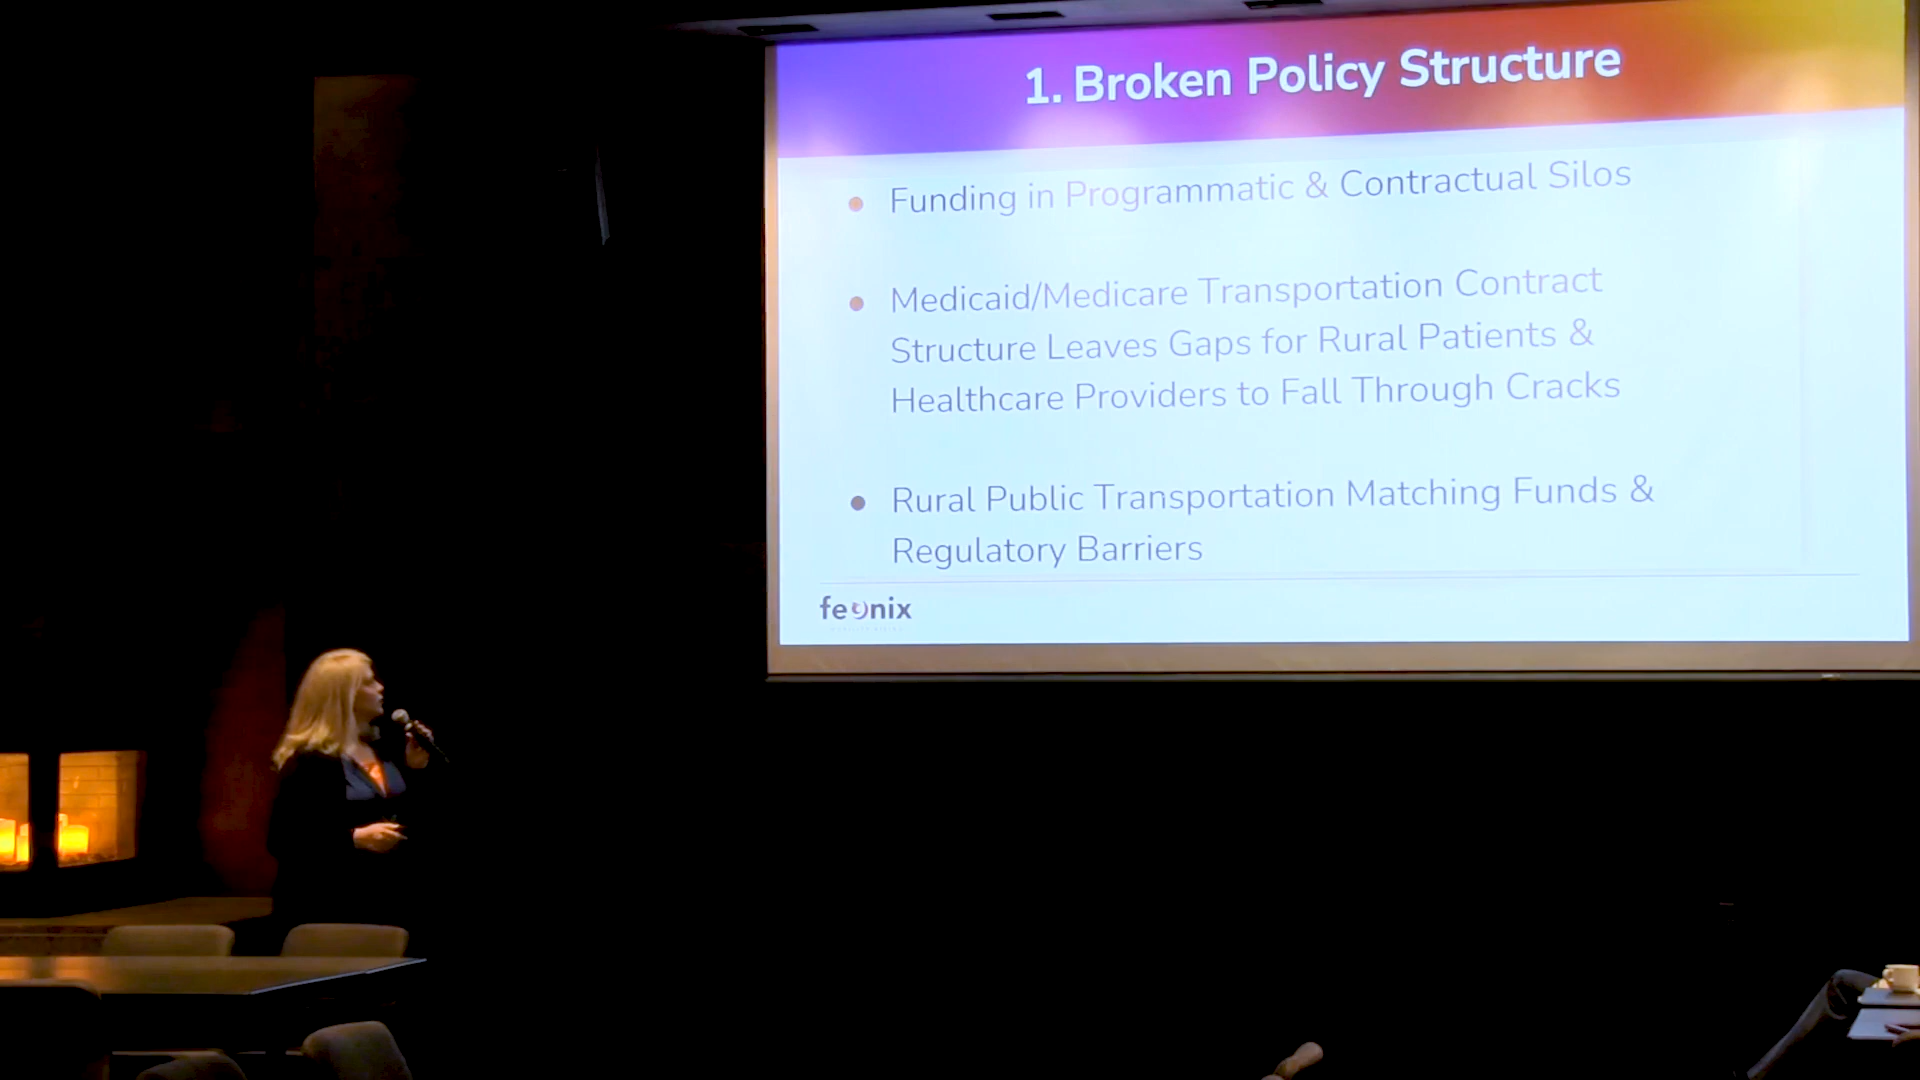 1. Broken Policy Structure
Funding in Programmatic & Contractual Silos
Medicaid/Medicare Transportation Contract
Structure Leaves Gaps for Rural Patients &
Healthcare Providers to Fall Through Cracks
Rural Public Transportation Matching Funds &
Regulatory Barriers
feonix